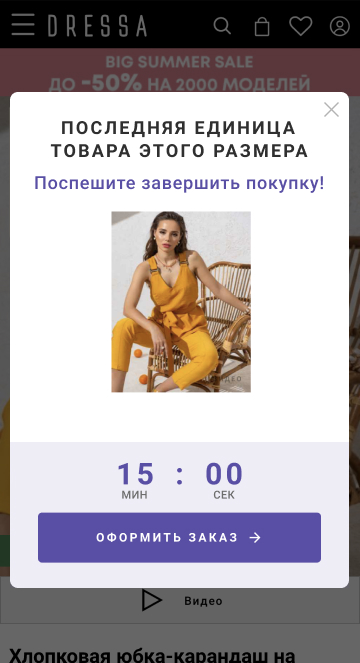 DRESSA
BIG SUMMER SALE
ДО -50% НА 2000 МОДЕЛЕЙ
ПОСЛЕДНЯЯ ЕДИНИЦА
ТОВАРА ЭТОГО РАЗМЕРА
Поспешите завершить покупку!
15 : 00
МИН СЕК
ОФОРМИТЬ ЗАКАЗ →
Видео
Хлопковая юбка-карандаш на